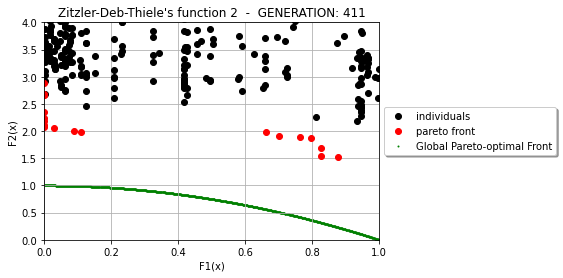 Zitzler-Deb-Thiele's function 2 - GENERATION: 411
4.0
3.5
3.0
2.5
2.0
1.5
1.0
0.5
0.0
F2(x)
individuals
pareto front
Global Pareto-optimal Front
0.0 0.2 0.4 0.6 0.8 1.0
F1(x)